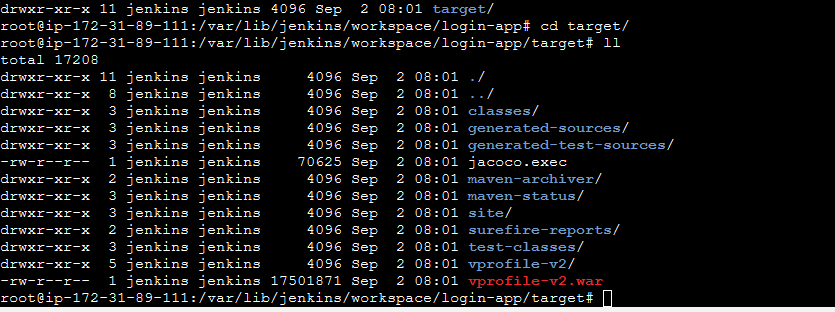 drwxr-xr-x 11 jenkins jenkins 4096 Sep  2 08:01 target/
root@ip-172-31-89-111:/var/lib/jenkins/workspace/login-app# cd target/
root@ip-172-31-89-111:/var/lib/jenkins/workspace/login-app/target# ll
total 17208
drwxr-xr-x 11 jenkins jenkins     4096 Sep  2 08:01 ./
drwxr-xr-x  8 jenkins jenkins     4096 Sep  2 08:01 ../
drwxr-xr-x  3 jenkins jenkins     4096 Sep  2 08:01 classes/
drwxr-xr-x  3 jenkins jenkins     4096 Sep  2 08:01 generated-sources/
drwxr-xr-x  3 jenkins jenkins     4096 Sep  2 08:01 generated-test-sources/
-rw-r--r--  1 jenkins jenkins    70625 Sep  2 08:01 jacoco.exec
drwxr-xr-x  2 jenkins jenkins     4096 Sep  2 08:01 maven-archiver/
drwxr-xr-x  3 jenkins jenkins     4096 Sep  2 08:01 maven-status/
drwxr-xr-x  3 jenkins jenkins     4096 Sep  2 08:01 site/
drwxr-xr-x  2 jenkins jenkins     4096 Sep  2 08:01 surefire-reports/
drwxr-xr-x  3 jenkins jenkins     4096 Sep  2 08:01 test-classes/
drwxr-xr-x  5 jenkins jenkins     4096 Sep  2 08:01 vprofile-v2/
-rw-r--r--  1 jenkins jenkins 17501871 Sep  2 08:01 vprofile-v2.war
root@ip-172-31-89-111:/var/lib/jenkins/workspace/login-app/target#